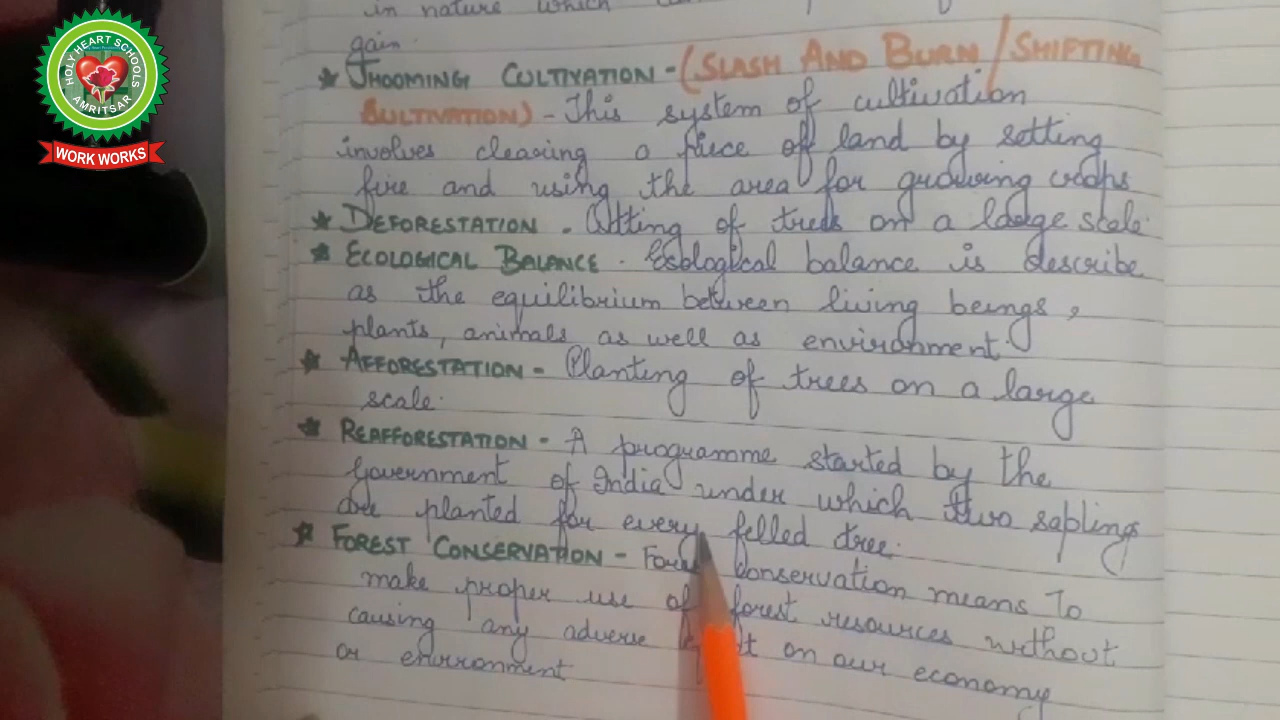 HOLY HEART SCHOOLS
AMRITSAR
WORK WORKS
in nature which
gain.
★ JHOOMING CULTIVATION - (SLASH AND BURN / SHIFTING
CULTIVATION) - This system of cultivation
involves clearing a piece of land by setting
fire and using the area for growing crops
★ DEFORESTATION - Cutting of trees on a large scale.
★ ECOLOGICAL BALANCE - Ecological balance is describe
as the equilibrium between living beings,
plants, animals as well as environment.
★ AFFORESTATION - Planting of trees on a large
scale.
★ REAFFORESTATION - A programme started by the
Government of India under which two saplings
are planted for every felled tree.
★ FOREST CONSERVATION - Forest Conservation means To
make proper use of forest resources without
causing any adverse on our economy
or environment